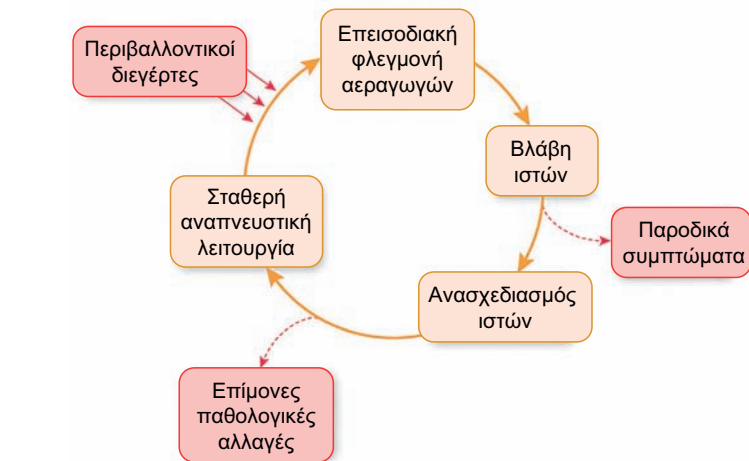 Περιβαλλοντικοί
διεγέρτες
Επεισοδιακή
φλεγμονή
αεραγωγών
Βλάβη
ιστών
Σταθερή
αναπνευστική
λειτουργία
Παροδικά
συμπτώματα
Ανασχεδιασμός
ιστών
Επίμονες
παθολογικές
αλλαγές